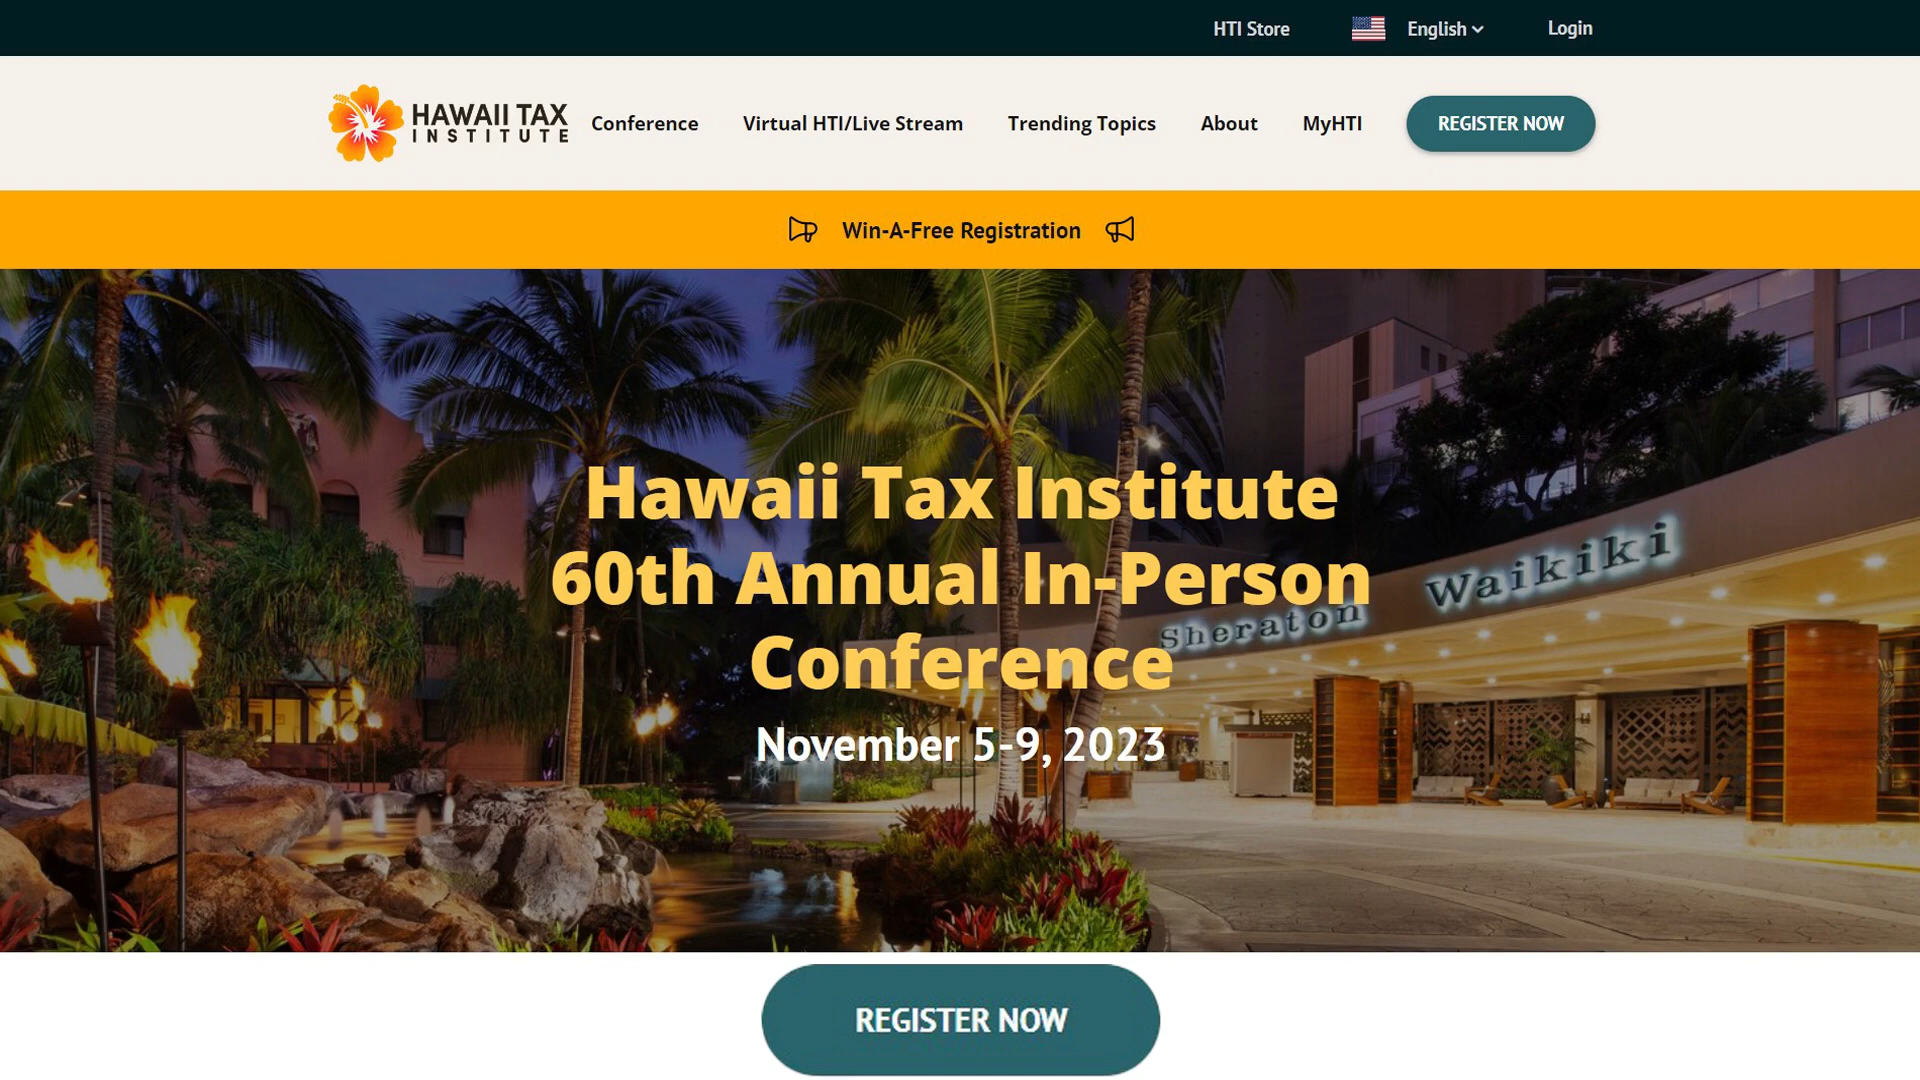 HTI Store
English
Login
HAWAII TAX
INSTITUTE
Conference
Virtual HTI/Live Stream
Trending Topics
About
MyHTI
REGISTER NOW
Win-A-Free Registration
Hawaii Tax Institute
60th Annual In-Person
Conference
November 5-9, 2023
Sheraton Waikiki
REGISTER NOW